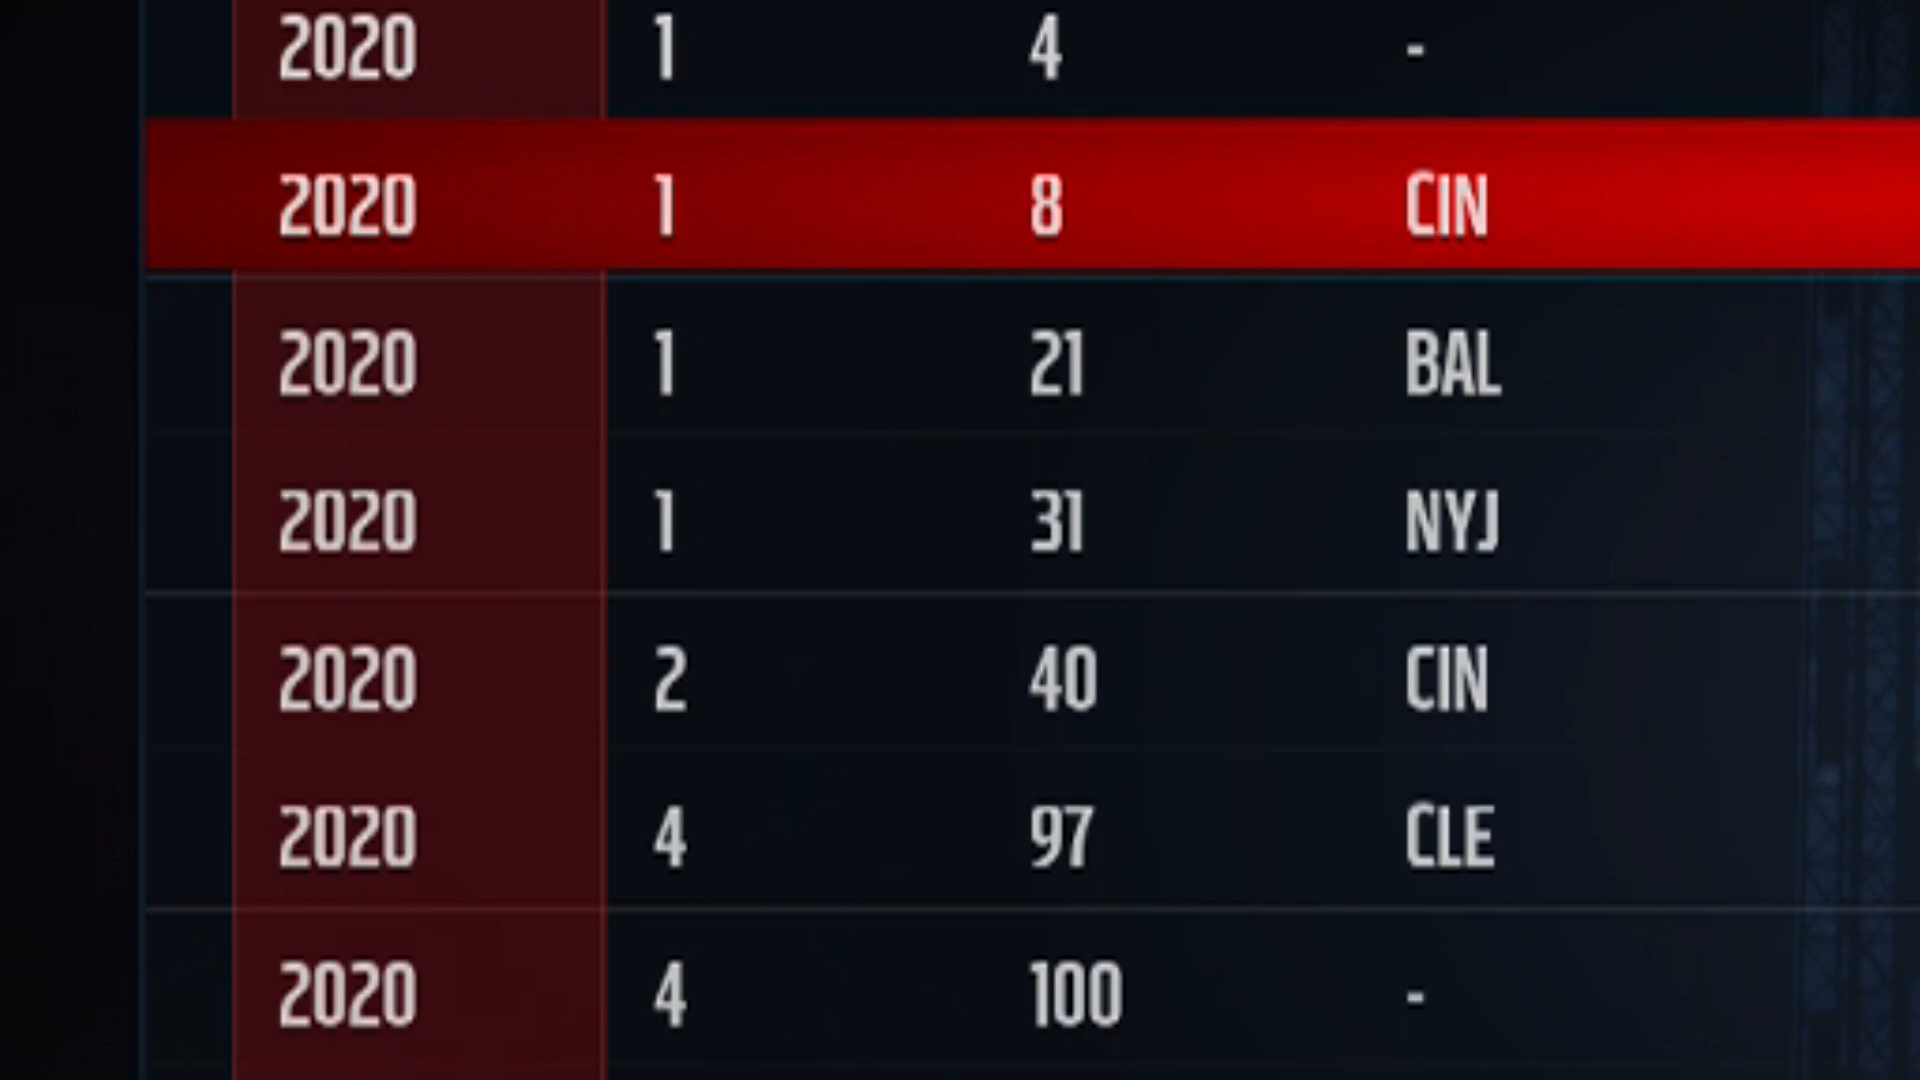 2020 1 4 -
2020 1 8 CIN
2020 1 21 BAL
2020 1 31 NYJ
2020 2 40 CIN
2020 4 97 CLE
2020 4 100 -